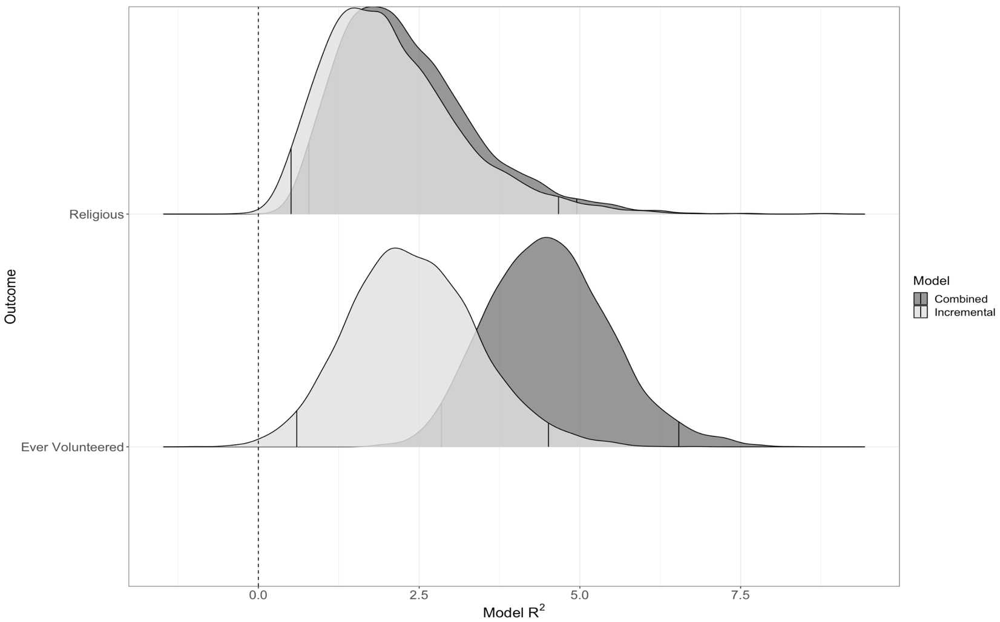 Religious
Ever Volunteered
Outcome
0.0 2.5 5.0 7.5
Model R²
Model
Combined
Incremental